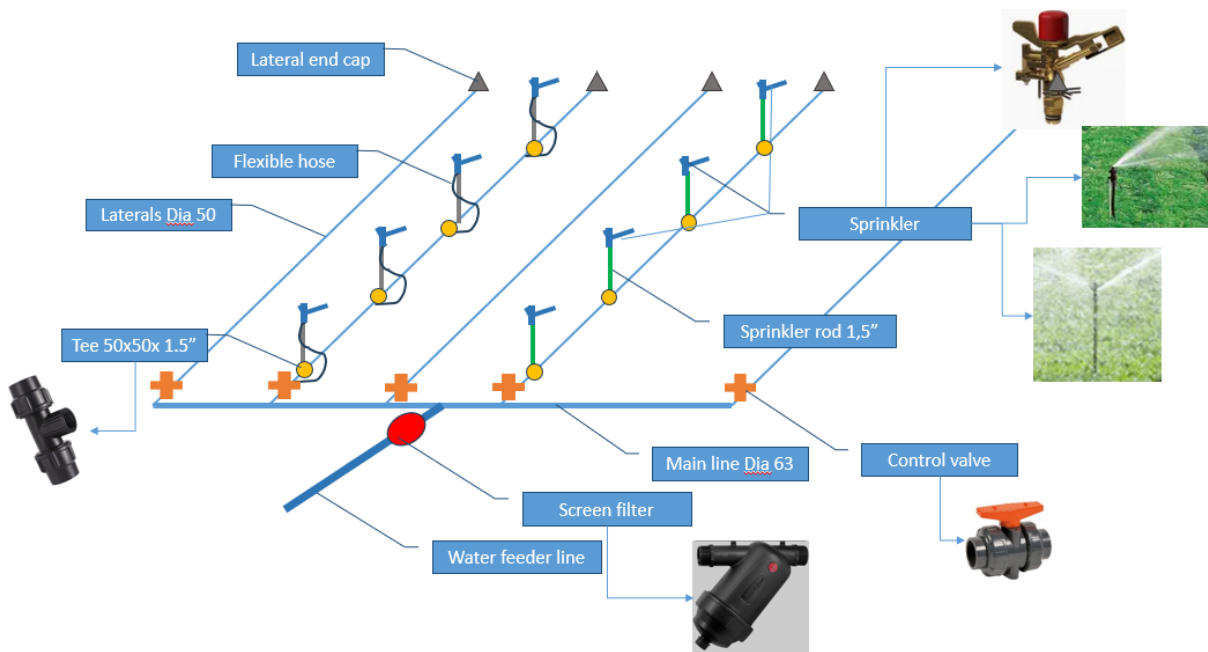 Lateral end cap
Flexible hose
Laterals Dia 50
Sprinkler
Tee 50x50x 1.5”
Sprinkler rod 1,5”
Main line Dia 63
Control valve
Screen filter
Water feeder line